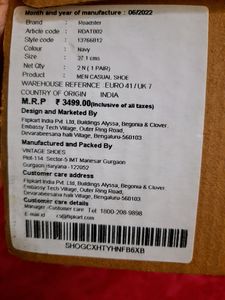 Month and year of manufacture : 06/2022
Brand : Roadster
Article code : ROAT002
Style code : 13766812
Colour : Navy
Size : 27.1 cms
Net Qty : 2 N ( 1 PAIR)
Product : MEN CASUAL SHOE
WAREHOUSE REFERNCE :EURO 41 / UK 7
COUNTRY OF ORIGIN INDIA
M.R.P ₹ 3499.00(Inclusive of all taxes)
Design and Marketed By
Flipkart India Pvt Ltd, Buildings Alyssa, Begonia & Clover,
Embassy Tech Village, Outer Ring Road,
Devarabeesana halli Village, Bengaluru-560103
Manufactured and Packed By
VINTAGE SHOES
Plot-114 Sector-5 IMT Manesar Gurgaon
Gurgaon Haryana -122052
Customer care address
Flipkart India Pvt Ltd, Buildings Alyssa, Begonia & Clover,
Embassy Tech Village, Outer Ring Road,
Devarabeesana halli Village, Bengaluru-560103
Customer care details
Manager -Customer care Tel 1800-208-9898
E-mail.id cs@flipkart.com
SHOGCXHTYHNFB6XB